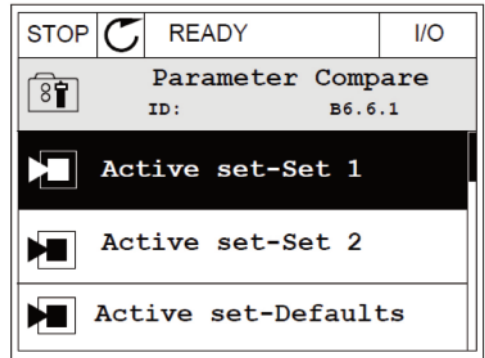 STOP READY I/O
Parameter Compare
ID: B6.6.1
Active set-Set 1
Active set-Set 2
Active set-Defaults